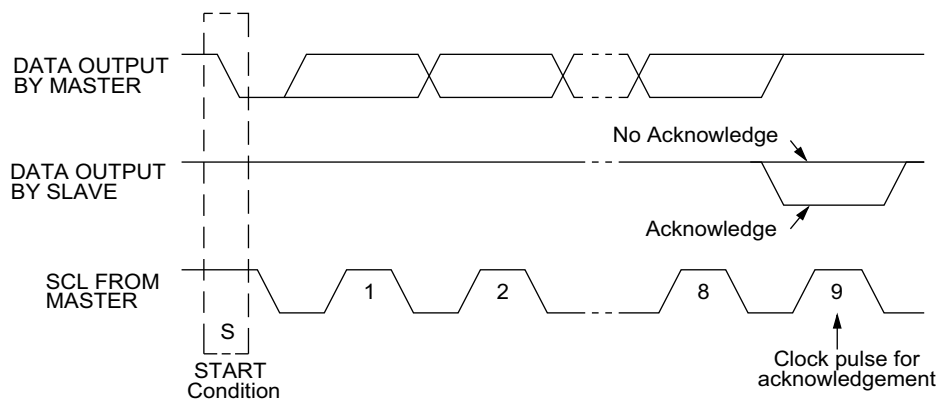 DATA OUTPUT
BY MASTER
No Acknowledge
DATA OUTPUT
BY SLAVE
Acknowledge
SCL FROM
MASTER
1
2
8
9
S
START
Condition
Clock pulse for
acknowledgement